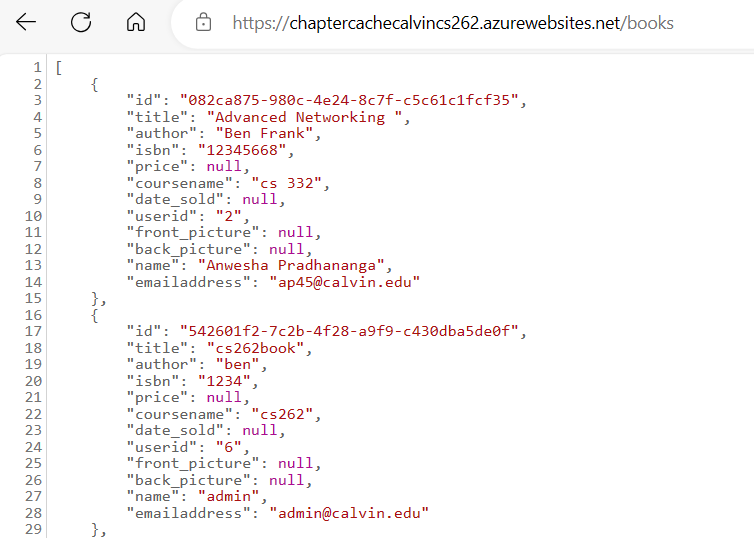 https://chaptercachecalvincs262.azurewebsites.net/books
1 [
2 {
3 "id": "082ca875-980c-4e24-8c7f-c5c61c1fcf35",
4 "title": "Advanced Networking ",
5 "author": "Ben Frank",
6 "isbn": "12345668",
7 "price": null,
8 "coursename": "cs 332",
9 "date_sold": null,
10 "userid": "2",
11 "front_picture": null,
12 "back_picture": null,
13 "name": "Anwesha Pradhananga",
14 "emailaddress": "ap45@calvin.edu"
15 },
16 {
17 "id": "542601f2-7c2b-4f28-a9f9-c430dba5de0f",
18 "title": "cs262book",
19 "author": "ben",
20 "isbn": "1234",
21 "price": null,
22 "coursename": "cs262",
23 "date_sold": null,
24 "userid": "6",
25 "front_picture": null,
26 "back_picture": null,
27 "name": "admin",
28 "emailaddress": "admin@calvin.edu"
29 },